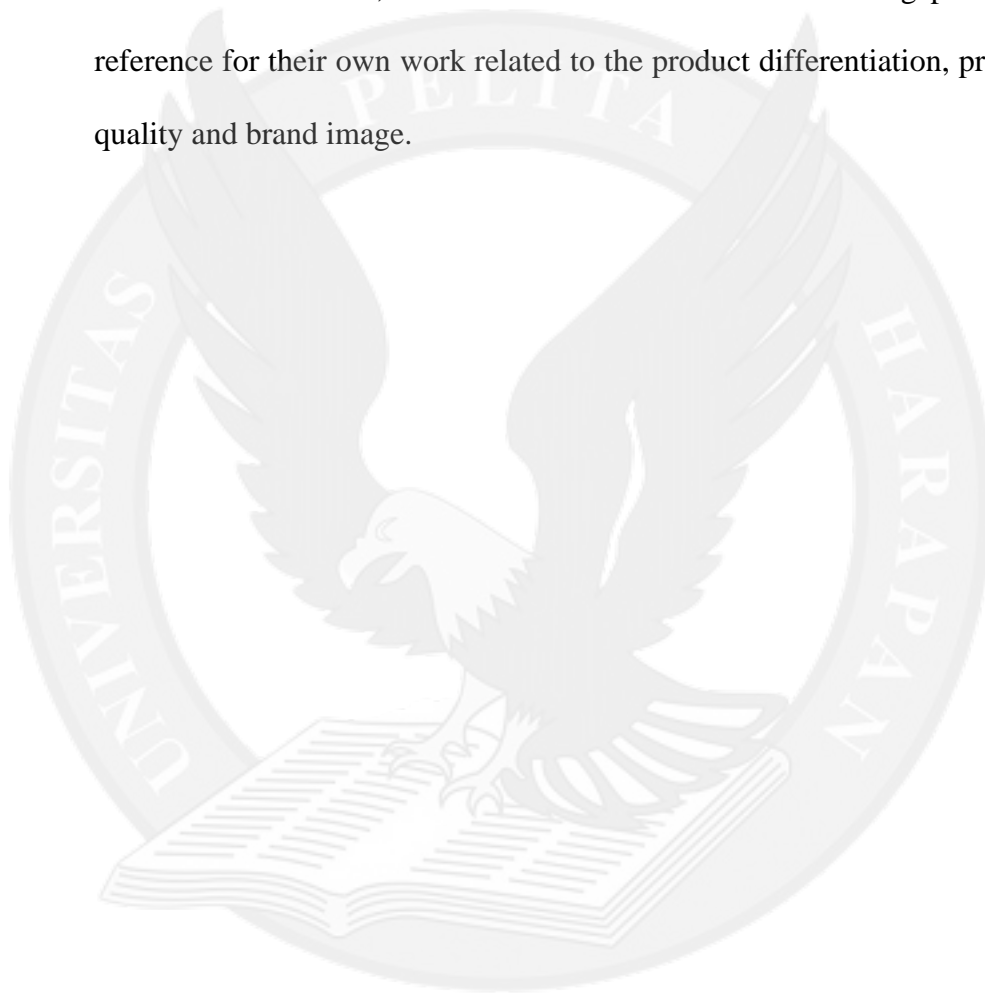 reference for their own work related to the product differentiation, pr
quality and brand image.
UNIVERSITAS PELITA HARAPAN